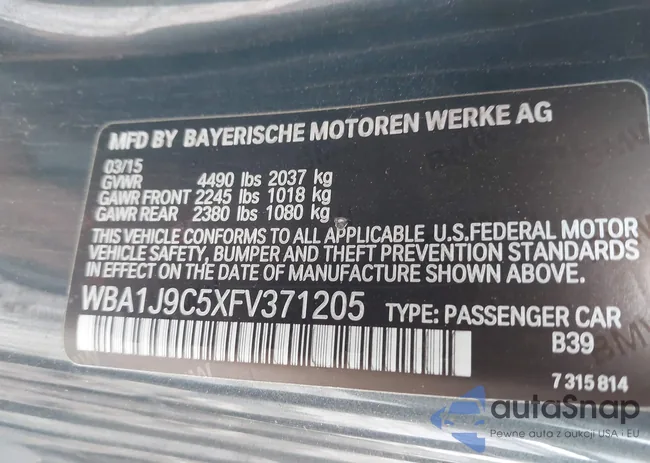 MFD BY BAYERISCHE MOTOREN WERKE AG
03/15
GVWR 4490 lbs 2037 kg
GAWR FRONT 2245 lbs 1018 kg
GAWR REAR 2380 lbs 1080 kg
THIS VEHICLE CONFORMS TO ALL APPLICABLE U.S.FEDERAL MOTOR
VEHICLE SAFETY, BUMPER AND THEFT PREVENTION STANDARDS
IN EFFECT ON THE DATE OF MANUFACTURE SHOWN ABOVE.
WBA1J9C5XFV371205 TYPE: PASSENGER CAR
B39
7 315 814
autoSnap
Pewne auta z aukcji USA i EU